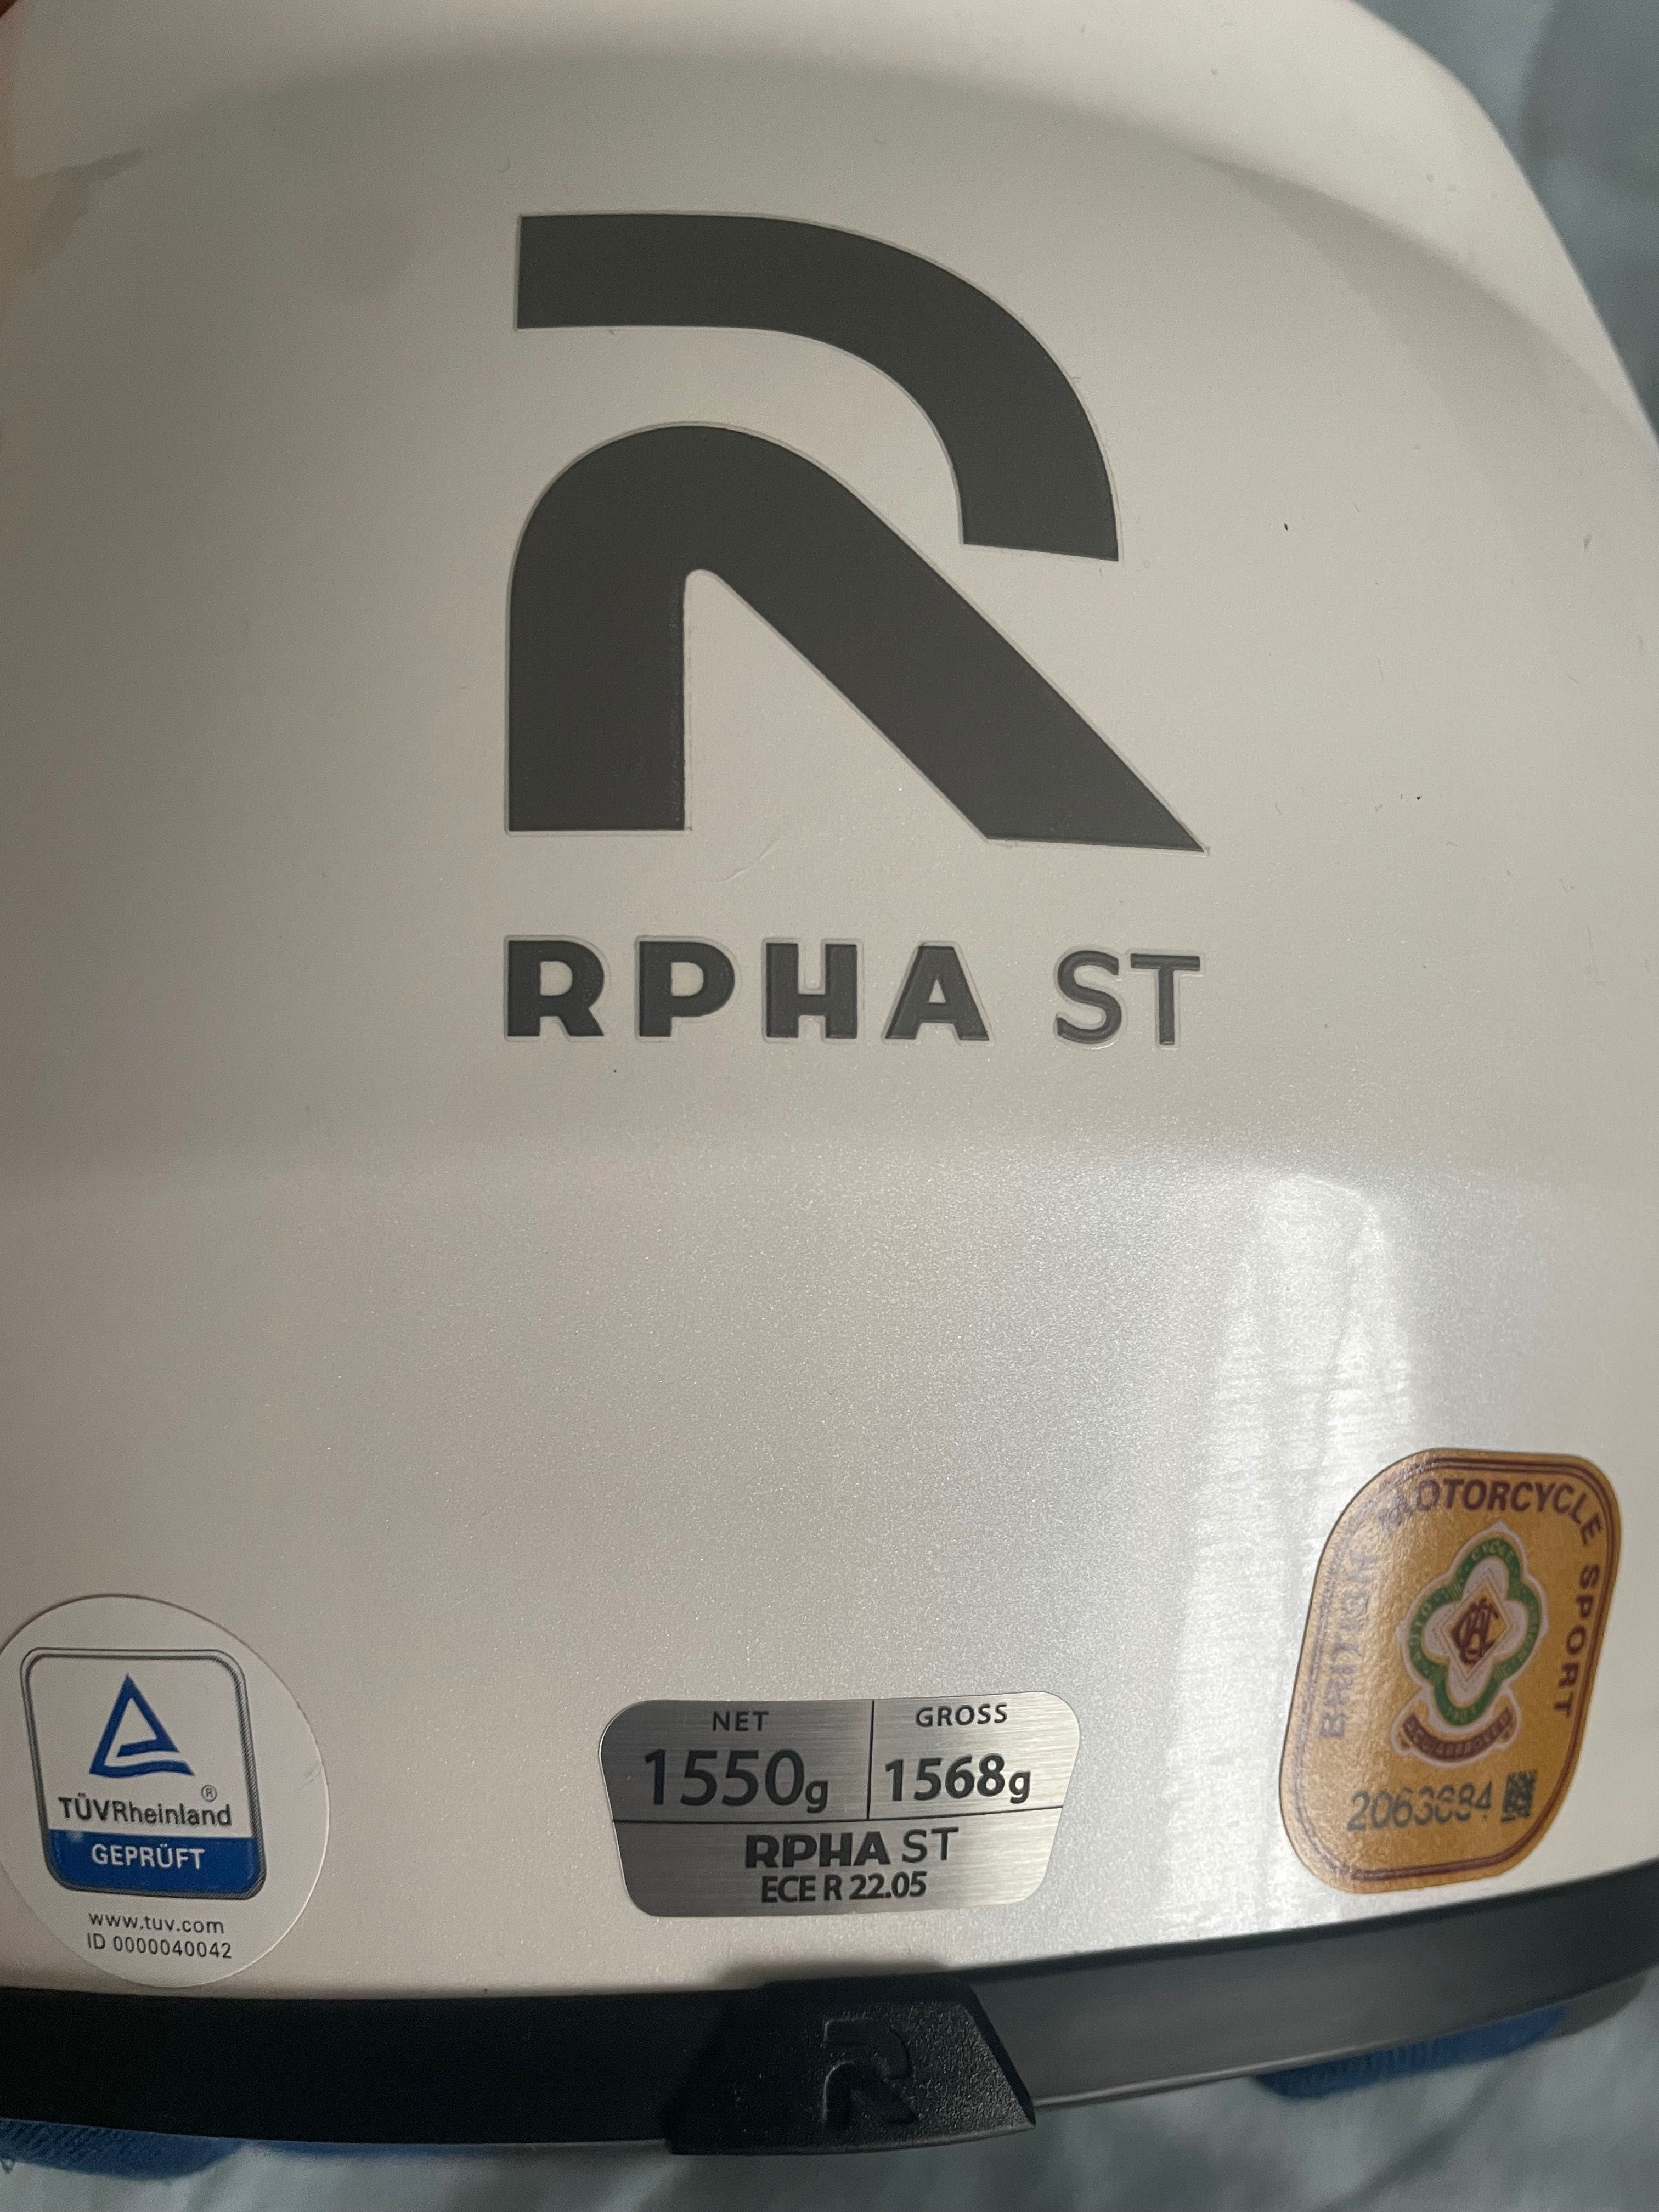 RPHA ST
NET
1550g
GROSS
1568g
RPHA ST
ECE R 22.05
TÜVRheinland®
GEPRÜFT
www.tuv.com
ID 0000040042
BRITISH MOTORCYCLE SPORT